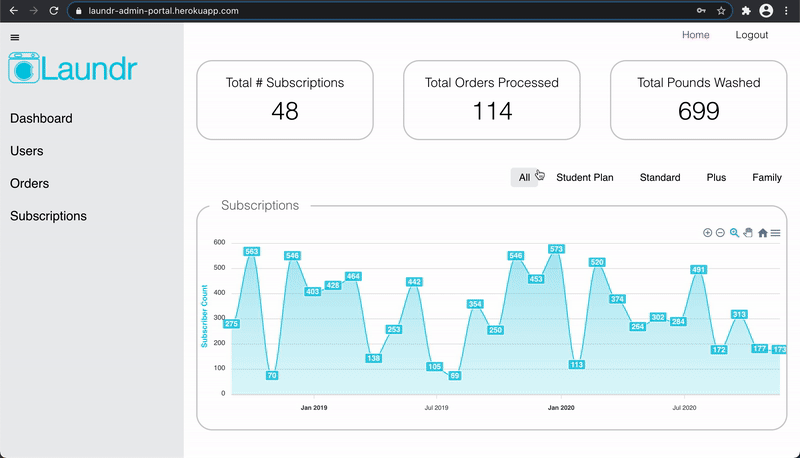 laundr-admin-portal.herokuapp.com
Home Logout
Laundr
Dashboard
Users
Orders
Subscriptions
Total # Subscriptions
48
Total Orders Processed
114
Total Pounds Washed
699
All Student Plan Standard Plus Family
Subscriptions
Subscriber Count
600
500
400
300
200
100
0
275
563
70
546
403
428
464
138
253
442
105
69
354
250
546
453
573
113
520
374
264
302
284
491
172
313
177
173
Jan 2019 Jul 2019 Jan 2020 Jul 2020